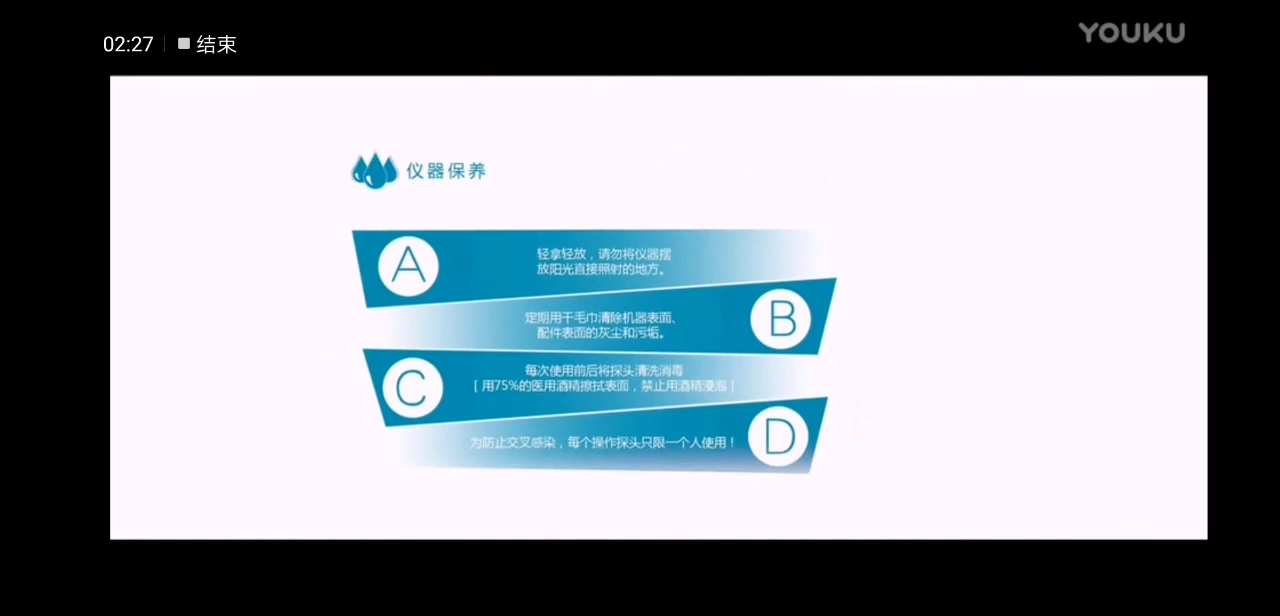 02:27
结束
YOUKU
仪器保养
A
轻拿轻放，请勿将仪器摆
放阳光直接照射的地方。
B
定期用干毛巾清除机器表面、
配件表面的灰尘和污垢。
C
每次使用前后将探头清洗消毒
[ 用75%的医用酒精擦拭表面，禁止用酒精浸泡 ]
D
为防止交叉感染，每个操作探头只限一个人使用！